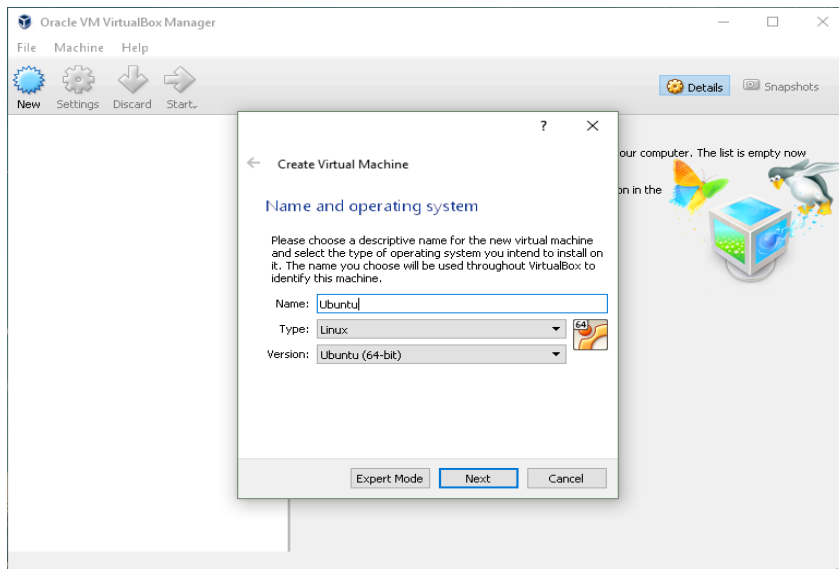 Oracle VM VirtualBox Manager
File Machine Help
New Settings Discard Start
Details Snapshots
? 
our computer. The list is empty now
on in the
Create Virtual Machine
Name and operating system
Please choose a descriptive name for the new virtual machine
and select the type of operating system you intend to install on
it. The name you choose will be used throughout VirtualBox to
identify this machine.
Name: Ubuntu
Type: Linux
64
Version: Ubuntu (64-bit)
Expert Mode Next Cancel